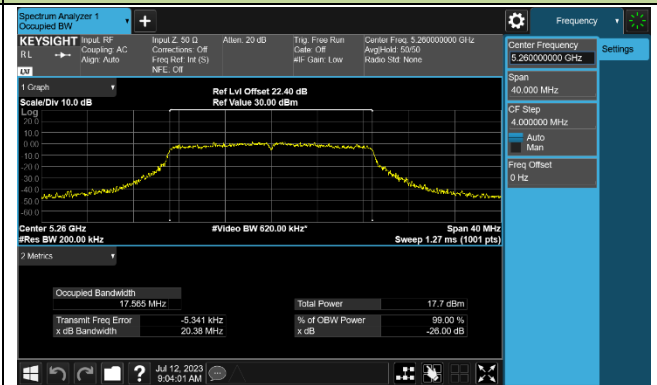 Spectrum Analyzer 1
Occupied BW
+
Frequency
KEYSIGHT
RL
LXI
Input: RF
Coupling: AC
Align: Auto
Input Z: 50 Ω
Corrections: Off
Freq Ref: Int (S)
NFE: Off
Atten: 20 dB
Trig: Free Run
Gate: Off
#IF Gain: Low
Center Freq: 5.260000000 GHz
Avg|Hold: 50/50
Radio Std: None
Center Frequency
5.260000000 GHz
Settings
Span
40.000 MHz
CF Step
4.000000 MHz
Auto
Man
Freq Offset
0 Hz
1 Graph
Scale/Div 10.0 dB
Ref Lvl Offset 22.40 dB
Ref Value 30.00 dBm
Log
20.0
10.0
0.00
-10.0
-20.0
-30.0
-40.0
-50.0
-60.0
Center 5.26 GHz
#Video BW 620.00 kHz*
Span 40 MHz
#Res BW 200.00 kHz
Sweep 1.27 ms (1001 pts)
2 Metrics
Occupied Bandwidth
17.565 MHz
Total Power 17.7 dBm
Transmit Freq Error -5.341 kHz
% of OBW Power 99.00 %
x dB Bandwidth 20.38 MHz
x dB -26.00 dB
?
Jul 12, 2023
9:04:01 AM